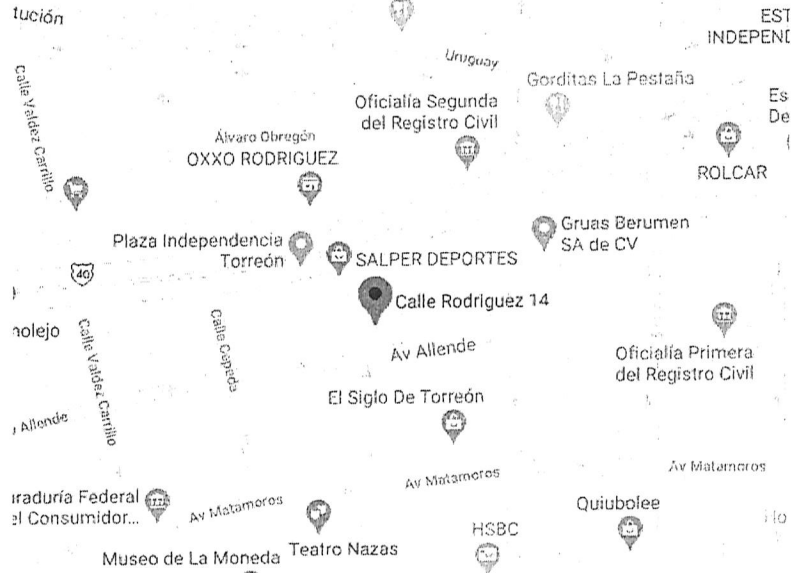 tución
EST
INDEPEND
Uruguay
Gorditas La Pestaña
Calle Valdez Carrillo
Oficialía Segunda
del Registro Civil
Es
De
Álvaro Obregón
OXXO RODRIGUEZ
ROLCAR
Gruas Berumen
SA de CV
Plaza Independencia
Torreón
SALPER DEPORTES
40
Calle Rodriguez 14
nolejo
Calle Valdez Carrillo
Calle Cepeda
Av Allende
Oficialía Primera
del Registro Civil
El Siglo De Torreón
Allende
Av Matamoros
Av Matamoros
uraduría Federal
el Consumidor...
Av Matamoros
Quiubolee
Ho
HSBC
Museo de La Moneda
Teatro Nazas